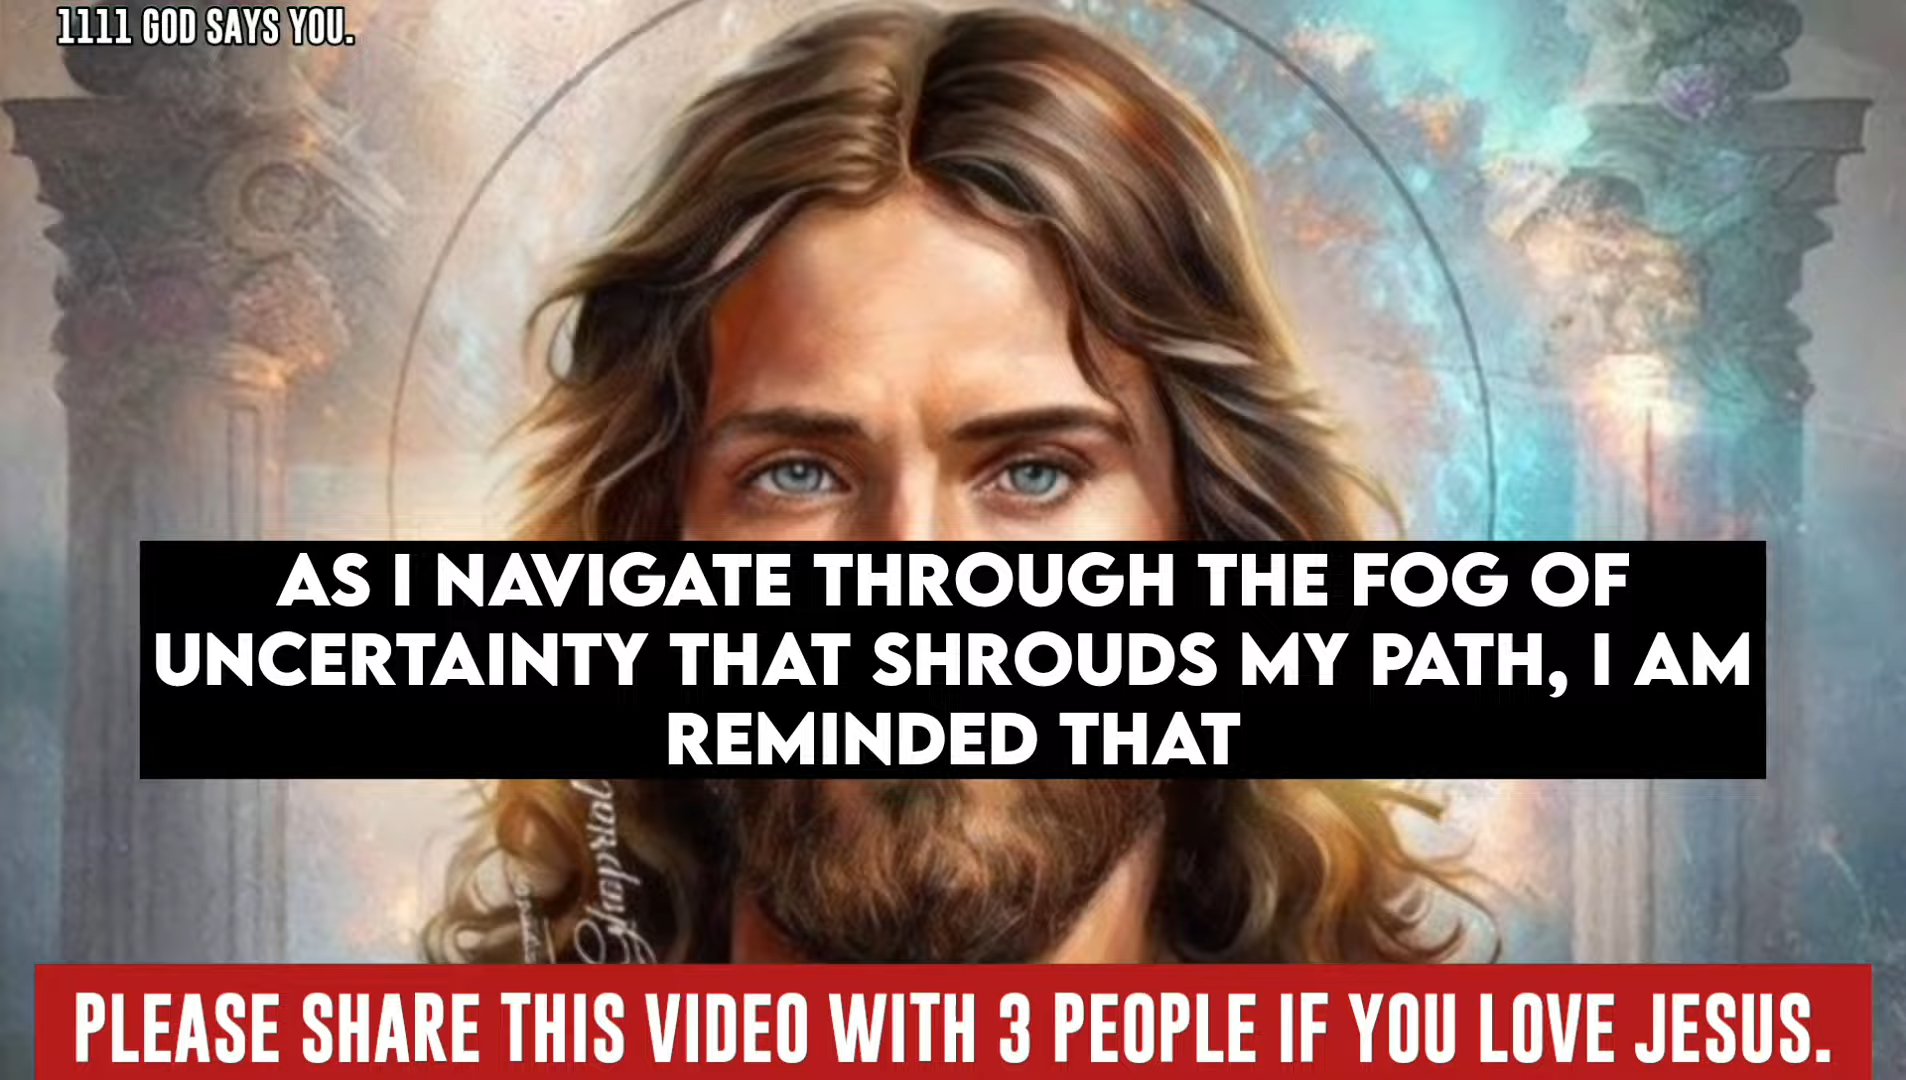 1111 GOD SAYS YOU.
AS I NAVIGATE THROUGH THE FOG OF
UNCERTAINTY THAT SHROUDS MY PATH, I AM
REMINDED THAT
PLEASE SHARE THIS VIDEO WITH 3 PEOPLE IF YOU LOVE JESUS.